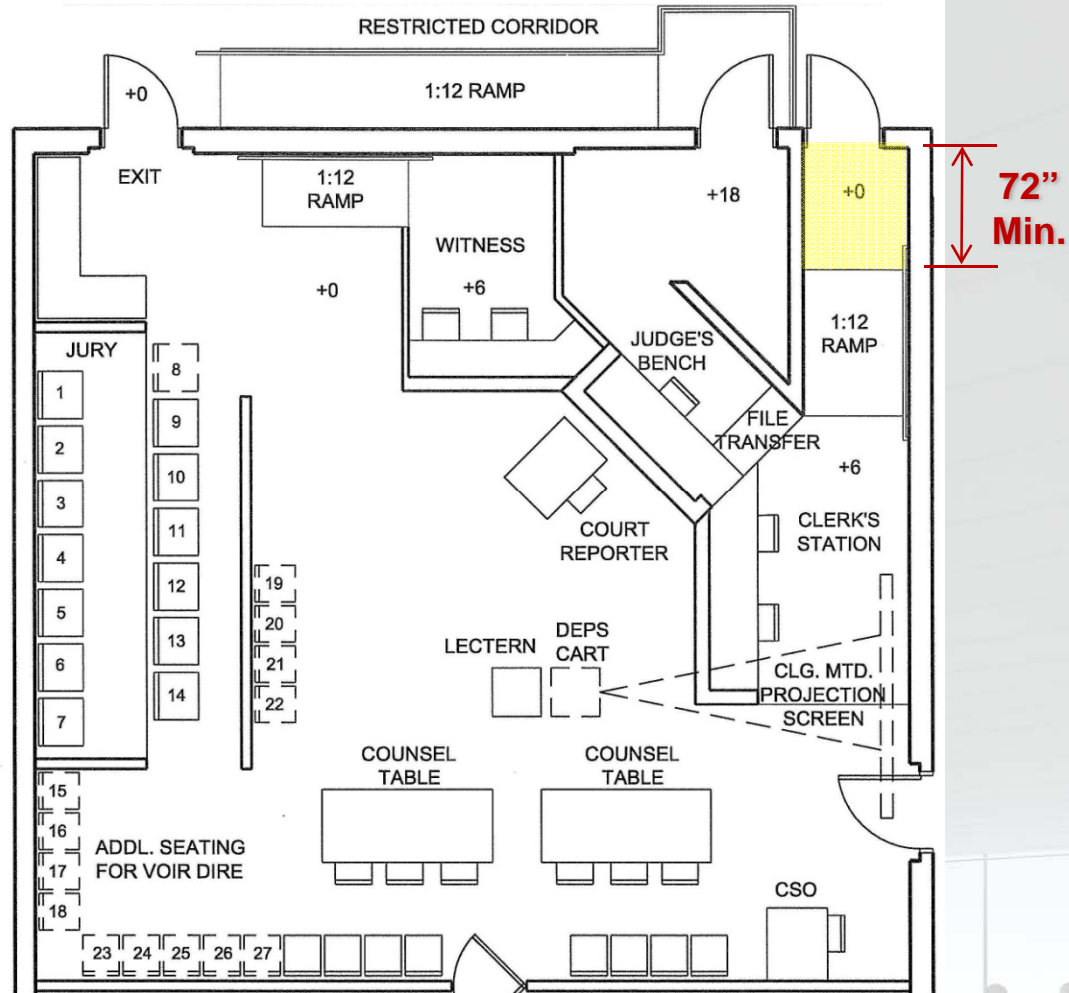 RESTRICTED CORRIDOR
1:12 RAMP
+0
EXIT
1:12
RAMP
WITNESS
+6
+0
+18
+0
72”
Min.
1:12
RAMP
JURY
1
2
3
4
5
6
7
8
9
10
11
12
13
14
JUDGE'S
BENCH
FILE
TRANSFER
+6
CLERK'S
STATION
COURT
REPORTER
19
20
21
22
LECTERN
DEPS
CART
CLG. MTD.
PROJECTION
SCREEN
COUNSEL
TABLE
COUNSEL
TABLE
15
16
17
18
ADDL. SEATING
FOR VOIR DIRE
CSO
23 24 25 26 27